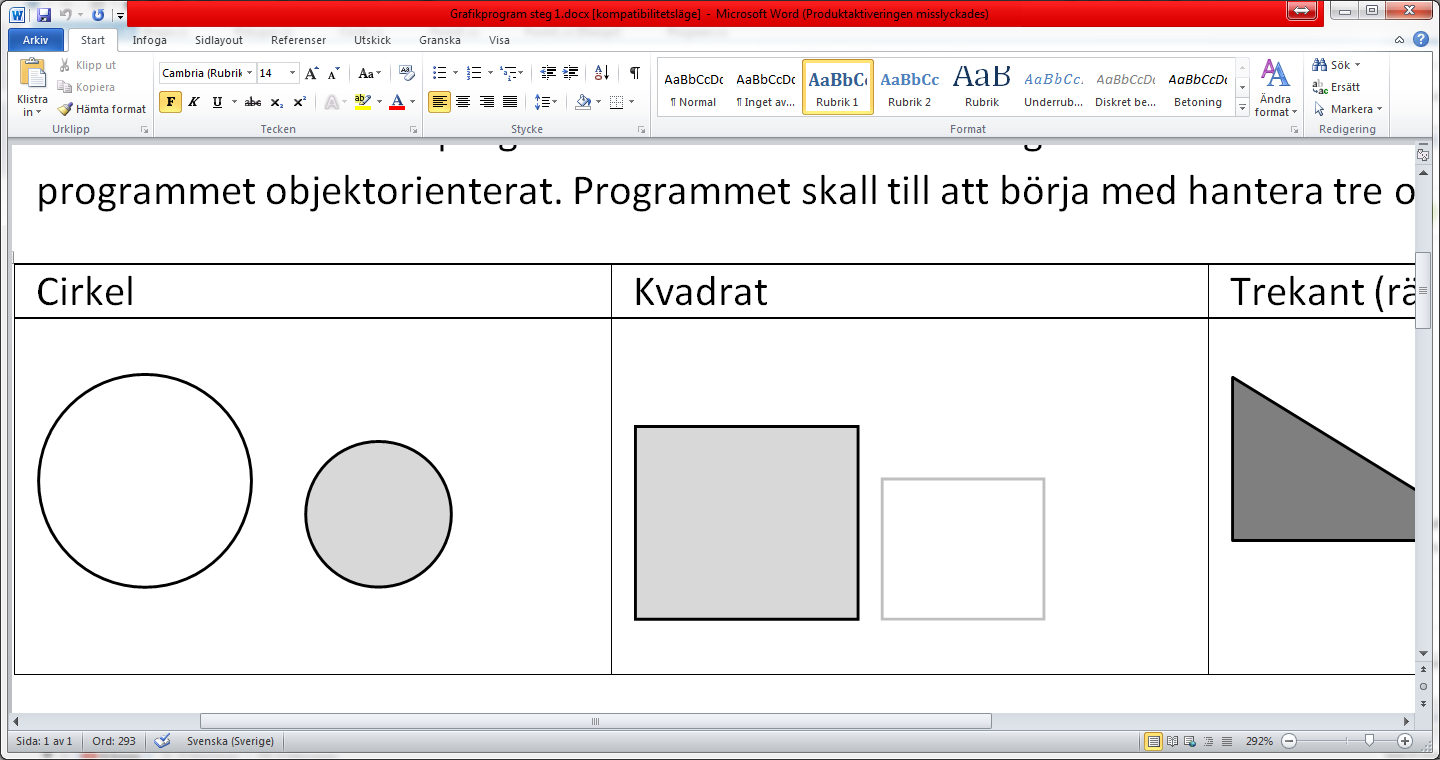 Grafikprogram steg 1.docx [kompatibilitetsläge] - Microsoft Word (Produktaktiveringen misslyckades)
Arkiv Start Infoga Sidlayout Referenser Utskick Granska Visa
Klistra in
Klipp ut
Kopiera
Hämta format
Urklipp
Cambria (Rubrik 14
F K U abc x₂ x² A ab A
Aa
Tecken
Stycke
AaBbCcDc AaBbCcDc AaBbCc AaBbCc AaB AaBbCc. AaBbCcDc AaBbCcDc
¶ Normal ¶ Inget av... Rubrik 1 Rubrik 2 Rubrik Underrub... Diskret be... Betoning
Ändra format
Format
Sök
Ersätt
Markera
Redigering
programmet objektorienterat. Programmet skall till att börja med hantera tre o
Cirkel Kvadrat Trekant (rä
Sida: 1 av 1 Ord: 293 Svenska (Sverige) 292%